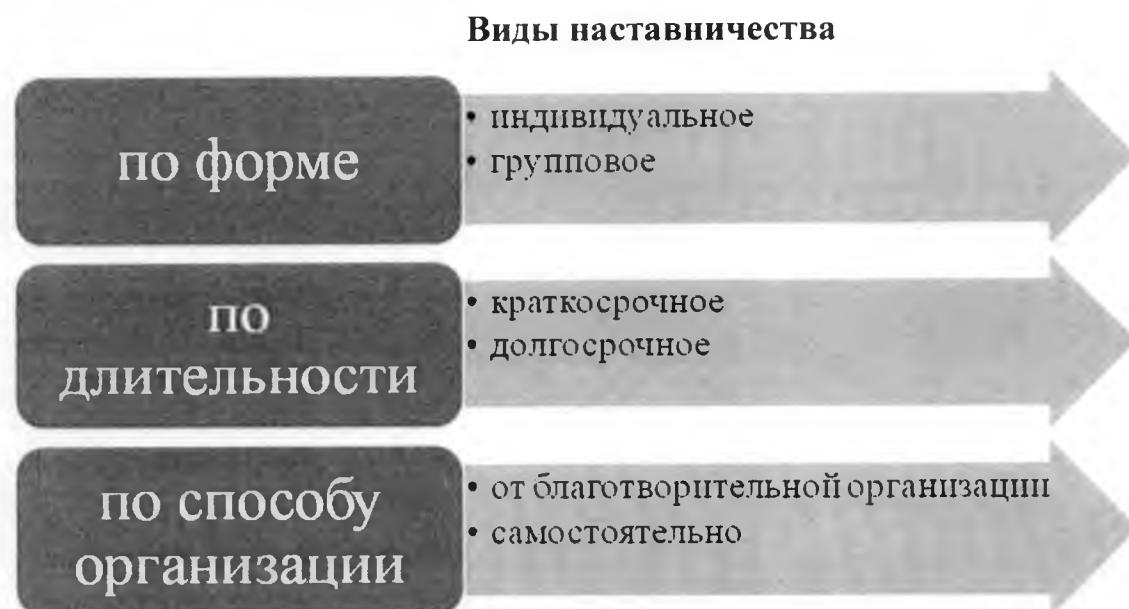 Виды наставничества
по форме
• индивидуальное
• групповое
по
длительности
• краткосрочное
• долгосрочное
по способу
организации
• от благотворительной организации
• самостоятельно